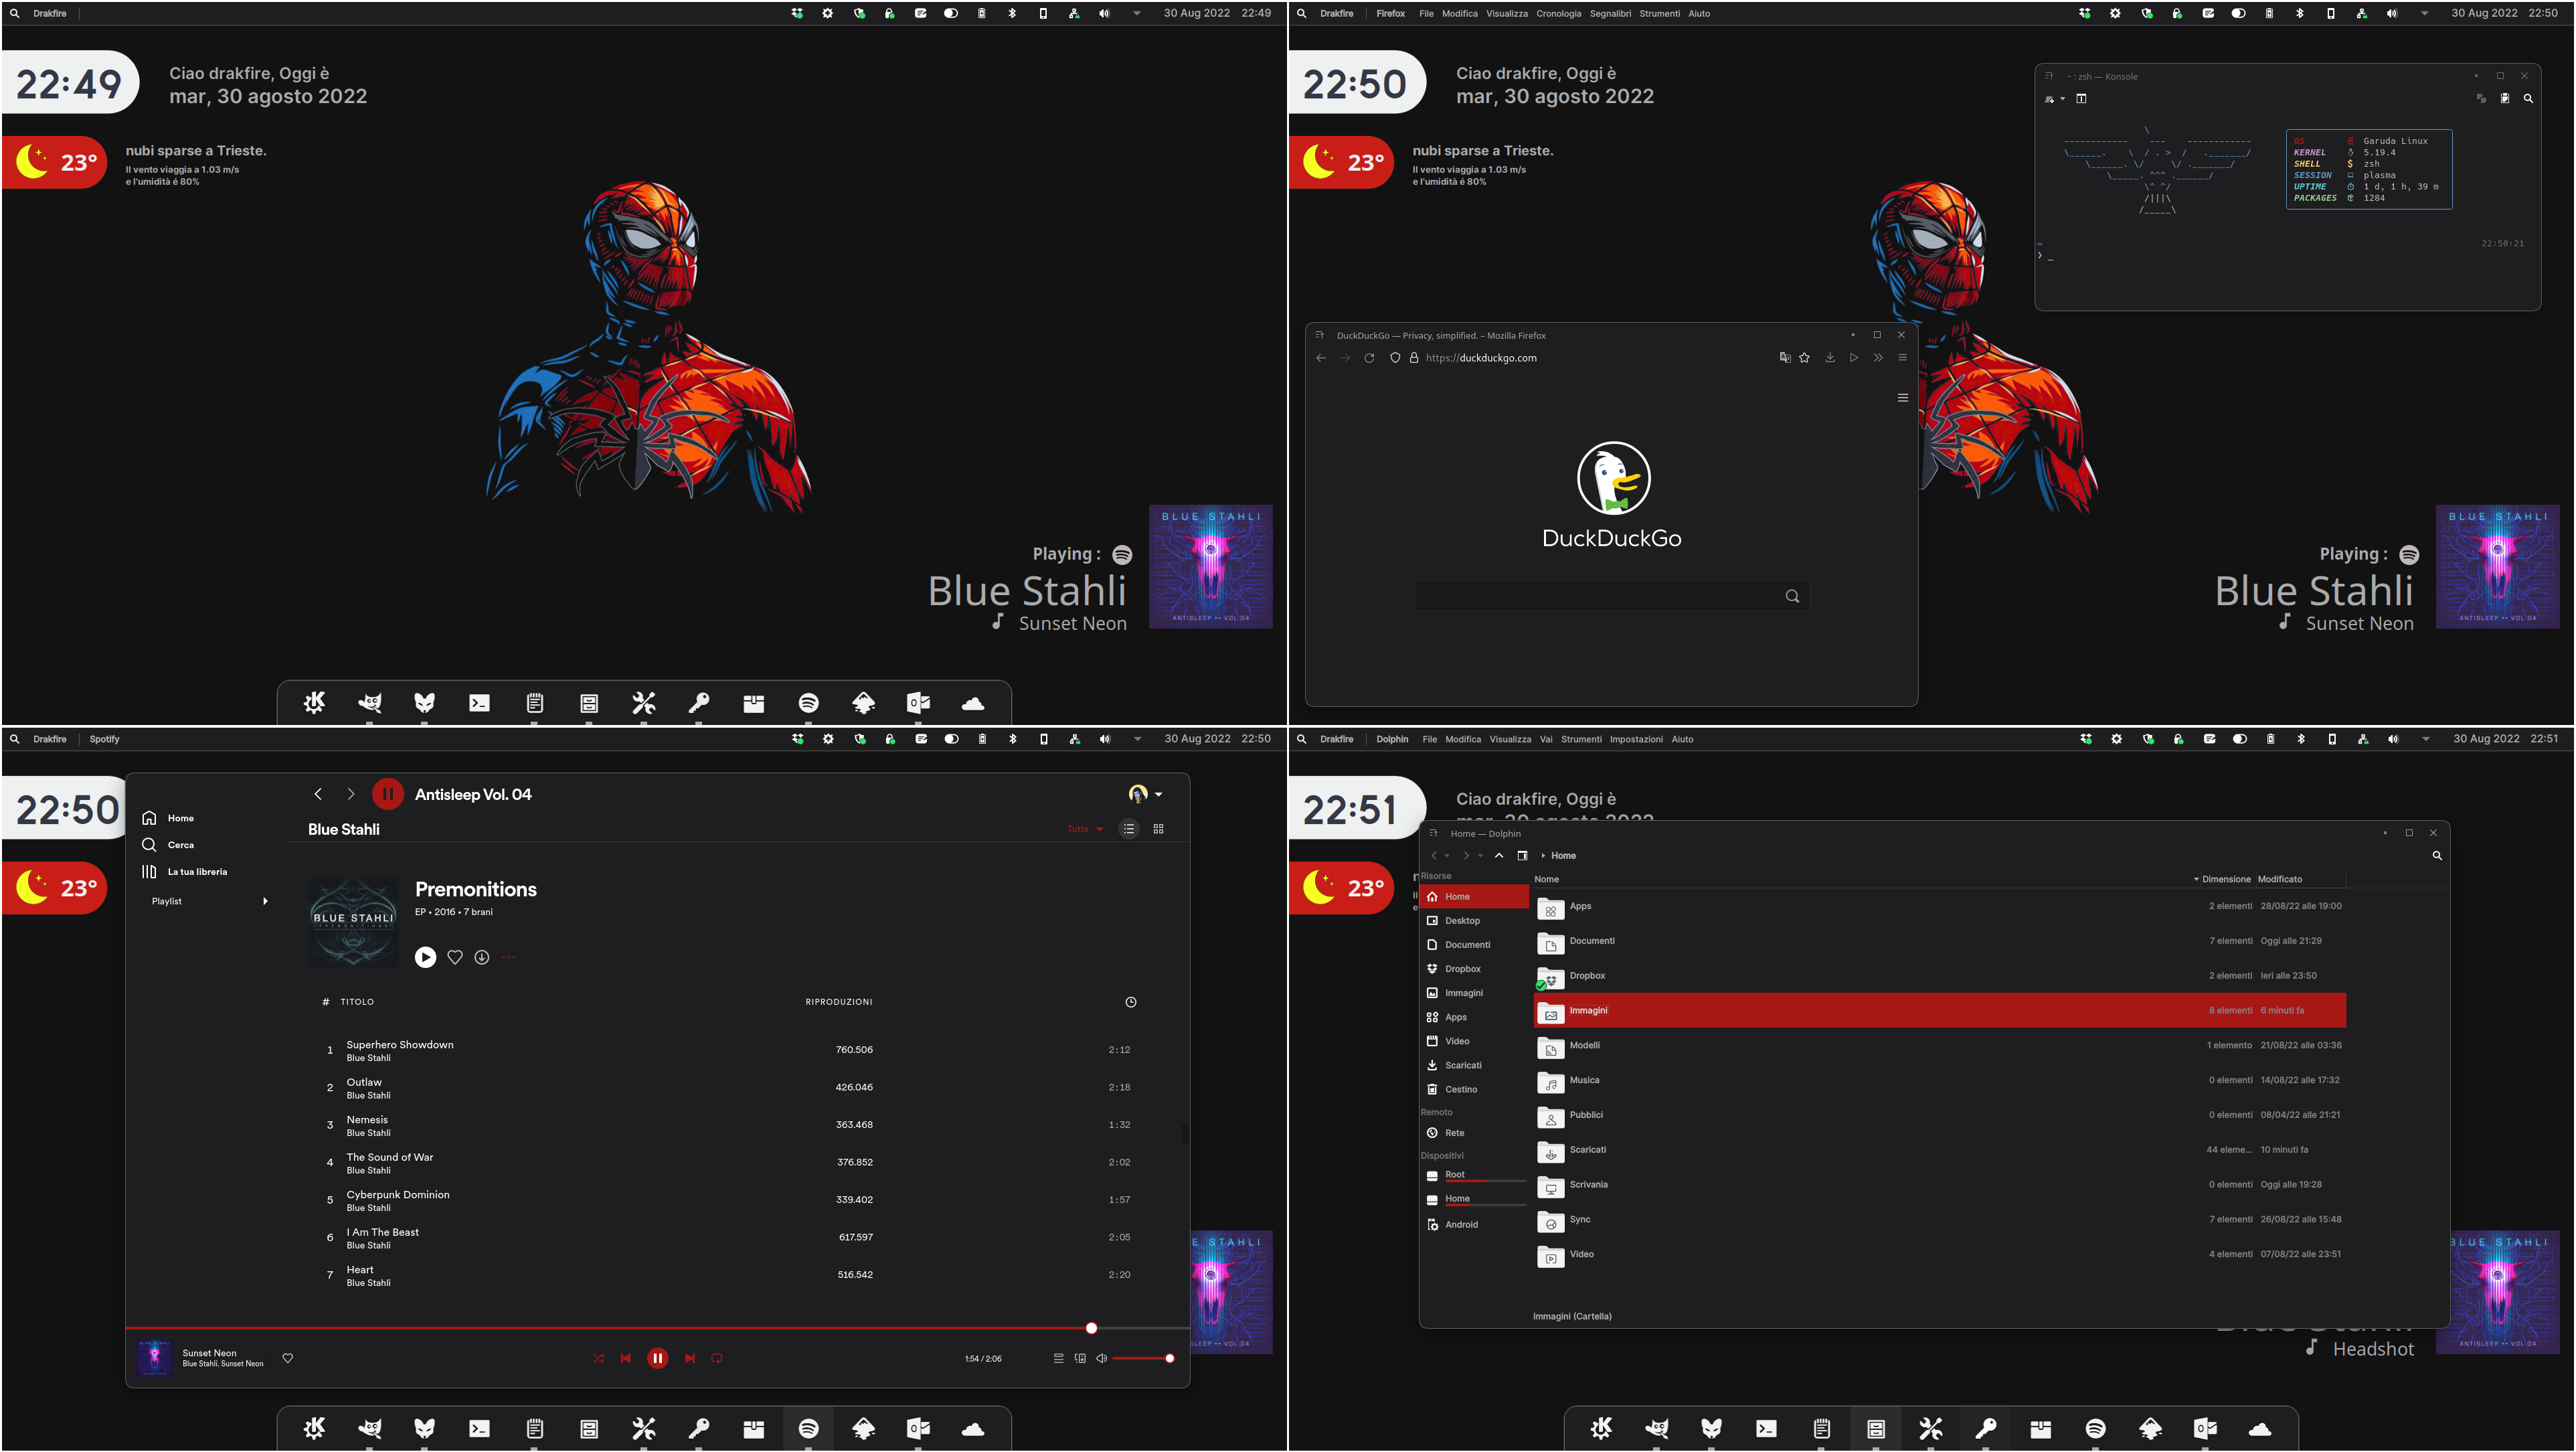 Drakfire
30 Aug 2022 22:49
22:49
Ciao drakfire, Oggi è
mar, 30 agosto 2022
23°
nubi sparse a Trieste.
Il vento viaggia a 1.03 m/s
e l'umidità é 80%
Playing :
Blue Stahli
Sunset Neon
BLUE STAHLI
ANTISLEEP •• VOL 04
Drakfire Firefox File Modifica Visualizza Cronologia Segnalibri Strumenti Aiuto
30 Aug 2022 22:50
22:50
Ciao drakfire, Oggi è
mar, 30 agosto 2022
23°
nubi sparse a Trieste.
Il vento viaggia a 1.03 m/s
e l'umidità é 80%
~ : zsh — Konsole
OS Garuda Linux
KERNEL 5.19.4
SHELL $ zsh
SESSION plasma
UPTIME 1 d, 1 h, 39 m
PACKAGES 1284
~
22:50:21
❯ _
DuckDuckGo — Privacy, simplified. – Mozilla Firefox
https://duckduckgo.com
DuckDuckGo
Playing :
Blue Stahli
Sunset Neon
BLUE STAHLI
ANTISLEEP •• VOL 04
Drakfire Spotify
30 Aug 2022 22:50
22:50
23°
Home
Cerca
La tua libreria
Playlist
Antisleep Vol. 04
Blue Stahli
Tutte
BLUE STAHLI
PREMONITIONS
Premonitions
EP • 2016 • 7 brani
# TITOLO RIPRODUZIONI
1 Superhero Showdown 760.506 2:12
Blue Stahli
2 Outlaw 426.046 2:18
Blue Stahli
3 Nemesis 363.468 1:32
Blue Stahli
4 The Sound of War 376.852 2:02
Blue Stahli
5 Cyberpunk Dominion 339.402 1:57
Blue Stahli
6 I Am The Beast 617.597 2:05
Blue Stahli
7 Heart 516.542 2:20
Blue Stahli
Sunset Neon
Blue Stahli, Sunset Neon
1:54 / 2:06
E STAHLI
ISLEEP •• VOL 04
Drakfire Dolphin File Modifica Visualizza Vai Strumenti Impostazioni Aiuto
30 Aug 2022 22:51
22:51
Ciao drakfire, Oggi è
mar, 30 agosto 2022
23°
Home — Dolphin
Home
Risorse
Home
Desktop
Documenti
Dropbox
Immagini
Apps
Video
Scaricati
Cestino
Remoto
Rete
Dispositivi
Root
Home
Android
Nome Dimensione Modificato
Apps 2 elementi 28/08/22 alle 19:00
Documenti 7 elementi Oggi alle 21:29
Dropbox 2 elementi Ieri alle 23:50
Immagini 8 elementi 6 minuti fa
Modelli 1 elemento 21/08/22 alle 03:36
Musica 0 elementi 14/08/22 alle 17:32
Pubblici 0 elementi 08/04/22 alle 21:21
Scaricati 44 eleme... 10 minuti fa
Scrivania 0 elementi Oggi alle 19:28
Sync 7 elementi 26/08/22 alle 15:48
Video 4 elementi 07/08/22 alle 23:51
Immagini (Cartella)
Headshot
BLUE STAHLI
ANTISLEEP •• VOL 04